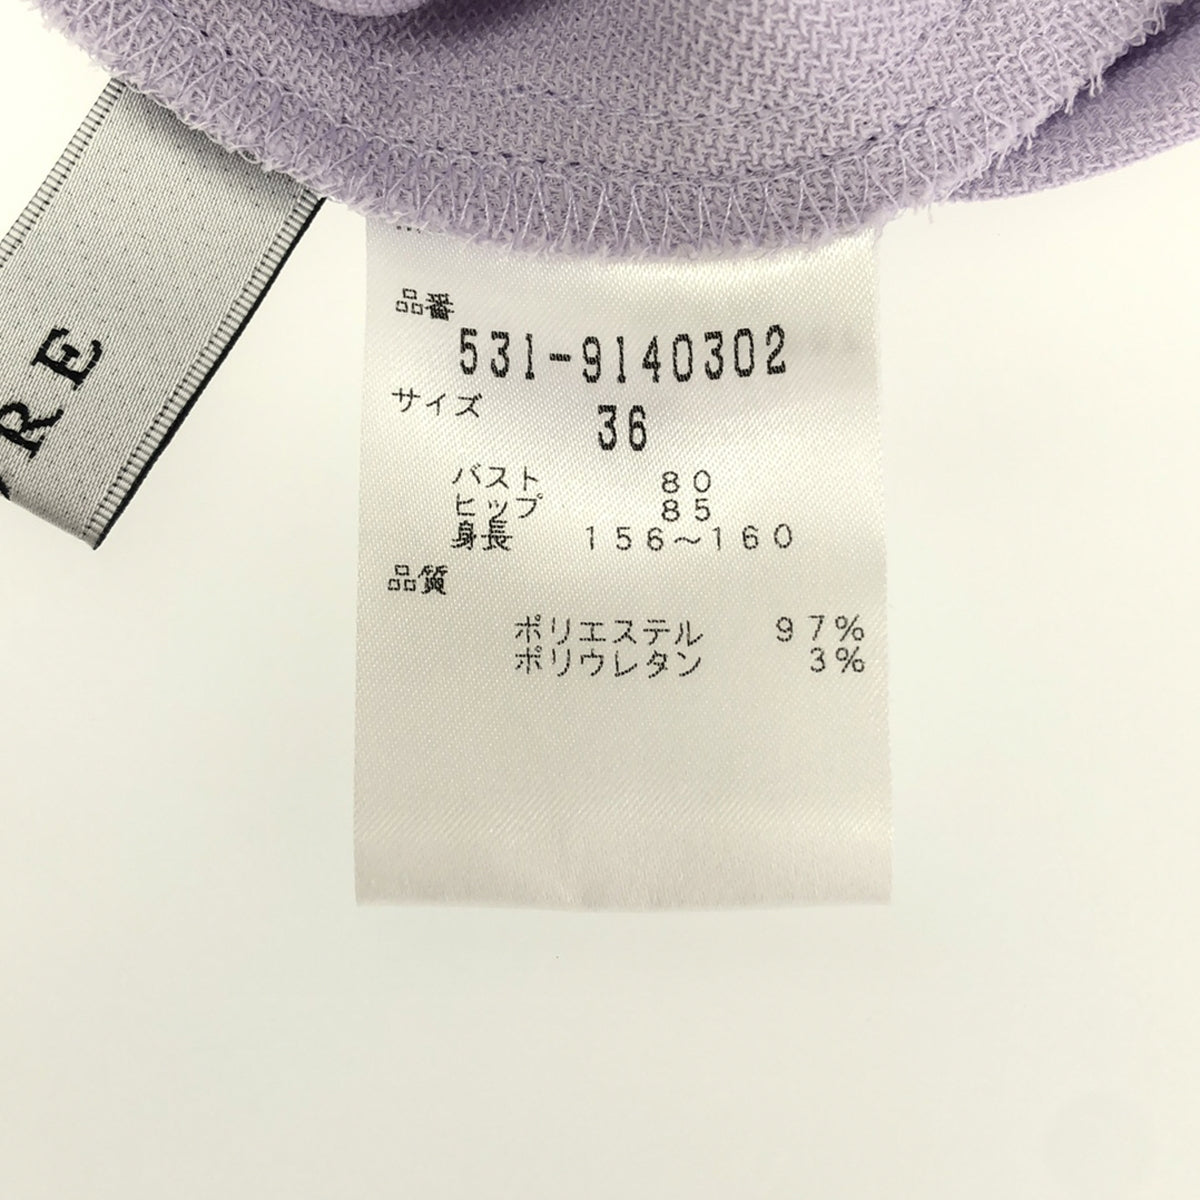 RE
品番
531-9140302
サイズ 36
バスト 80
ヒップ 85
身長 156～160
品質
ポリエステル 97%
ポリウレタン 3%